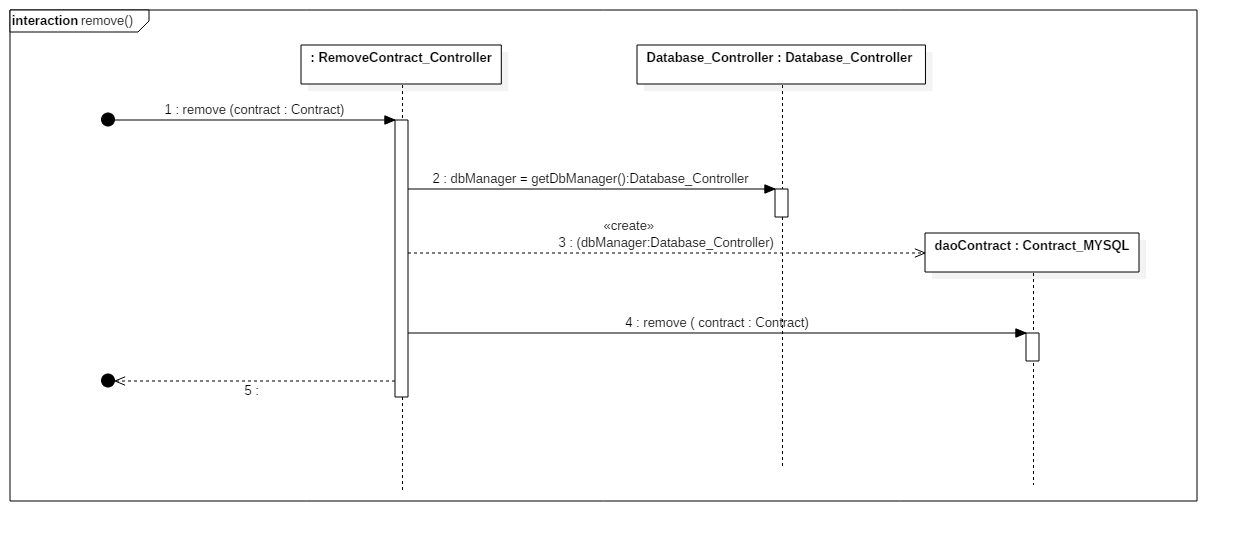 interaction remove()
: RemoveContract_Controller
Database_Controller : Database_Controller
1 : remove (contract : Contract)
2 : dbManager = getDbManager():Database_Controller
«create»
3 : (dbManager:Database_Controller)
daoContract : Contract_MYSQL
4 : remove ( contract : Contract)
5 :